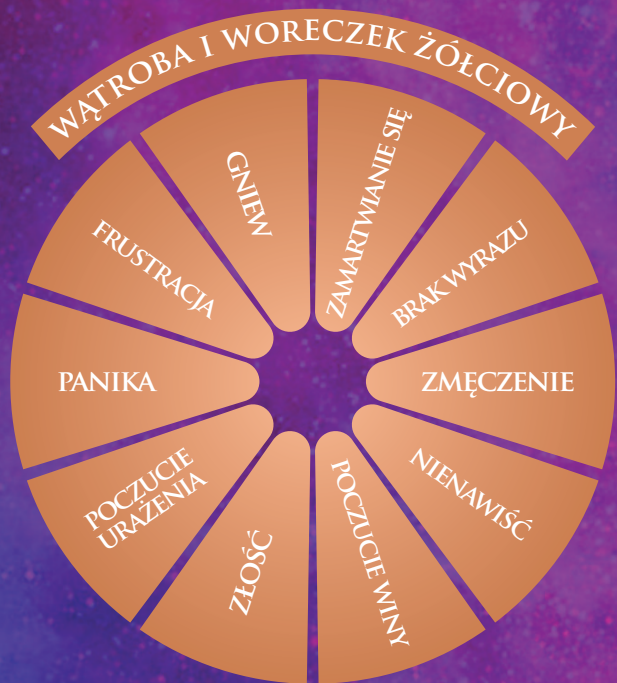 WĄTROBA I WORECZEK ŻÓŁCIOWY
GNIEW
ZAMARTWIANIE SIĘ
BRAK WYRAZU
ZMĘCZENIE
NIENAWIŚĆ
POCZUCIE WINY
ZŁOŚĆ
POCZUCIE
URAŻENIA
PANIKA
FRUSTRACJA